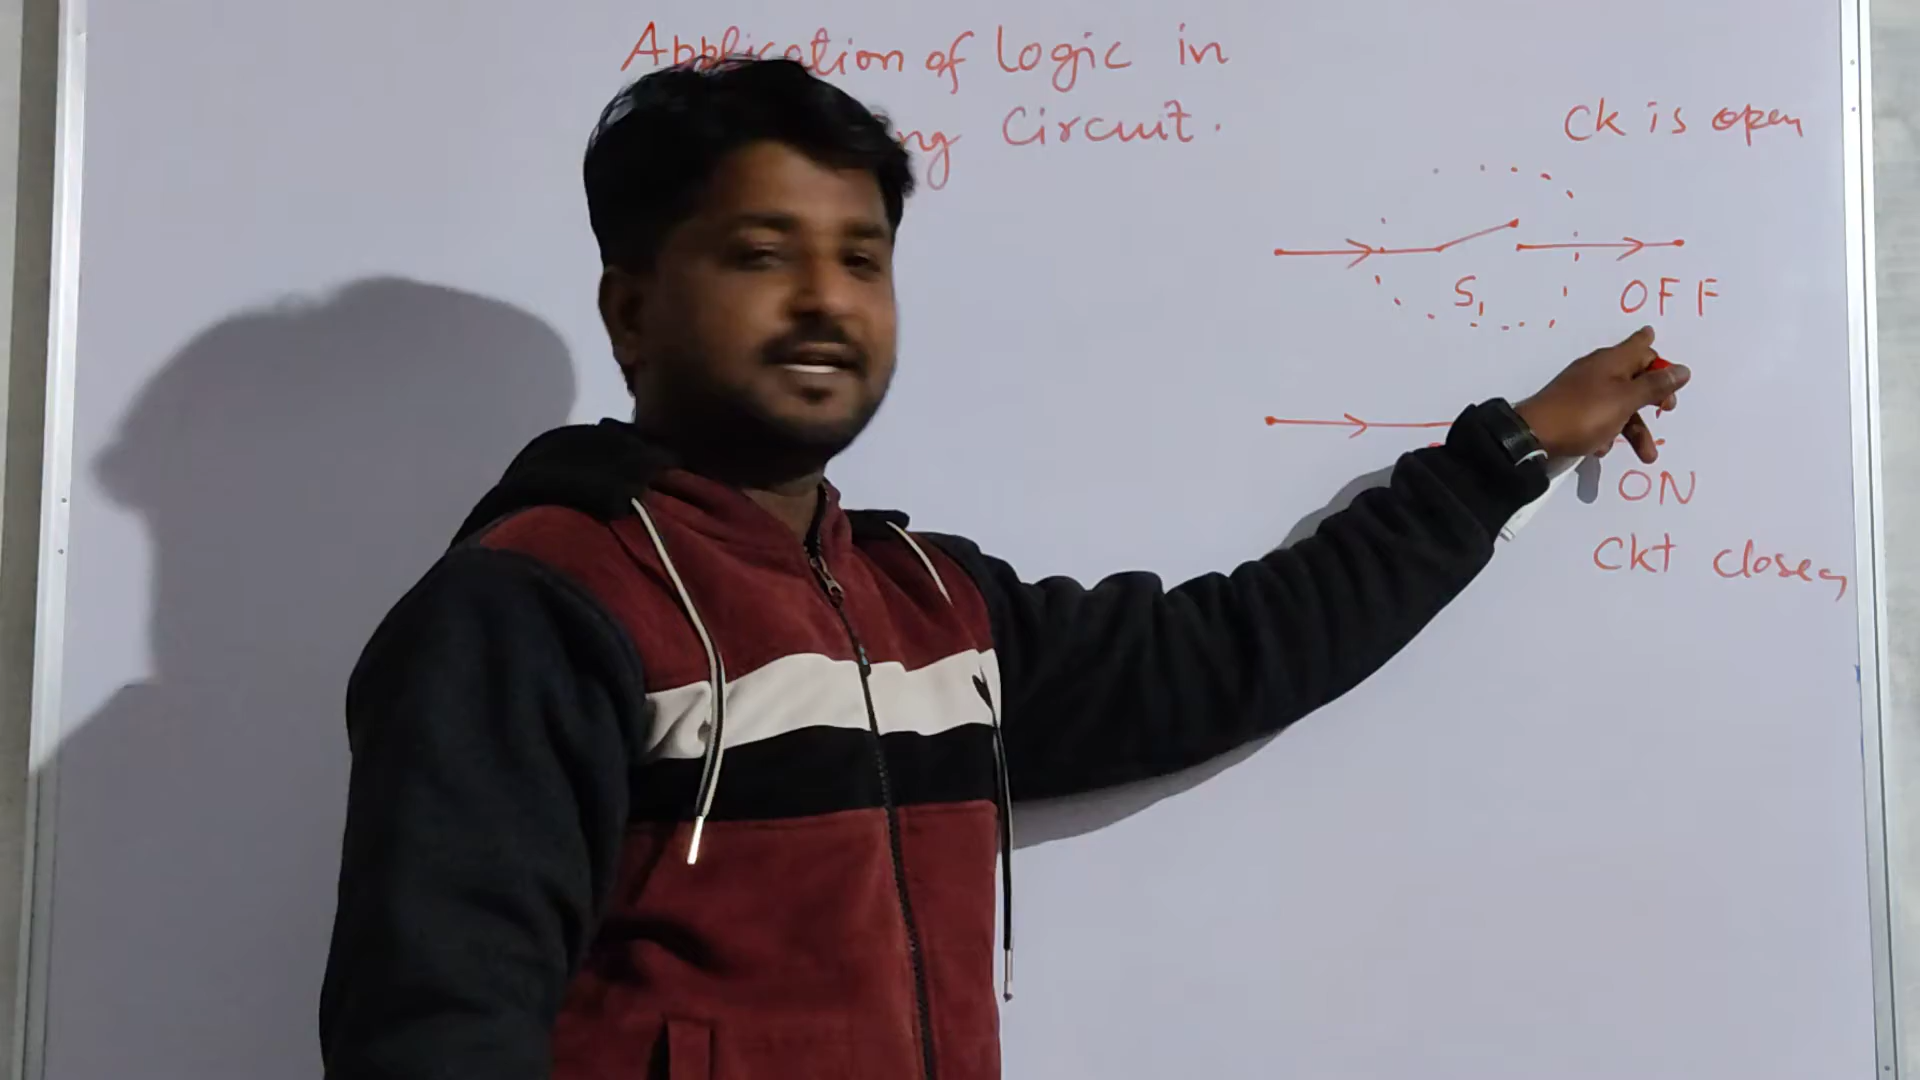 Application of Logic in
Circuit.
Ck is open
S1
OFF
ON
Ckt closed